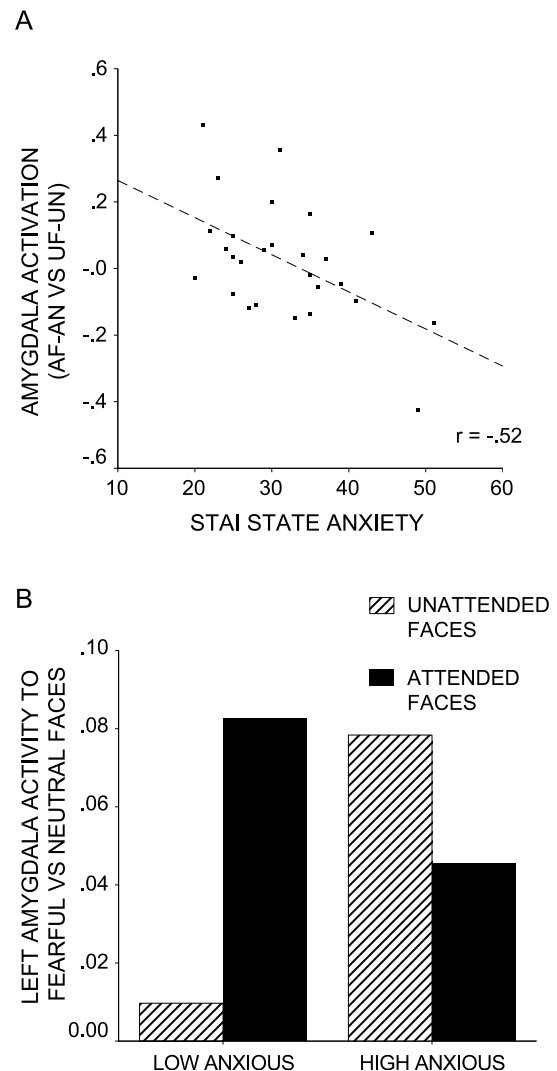 A
AMYGDALA ACTIVATION
(AF-AN VS UF-UN)
.6
.4
.2
-.0
-.2
-.4
-.6
r = -.52
10 20 30 40 50 60
STAI STATE ANXIETY
B
UNATTENDED
FACES
ATTENDED
FACES
LEFT AMYGDALA ACTIVITY TO
FEARFUL VS NEUTRAL FACES
.10
.08
.06
.04
.02
0.00
LOW ANXIOUS HIGH ANXIOUS